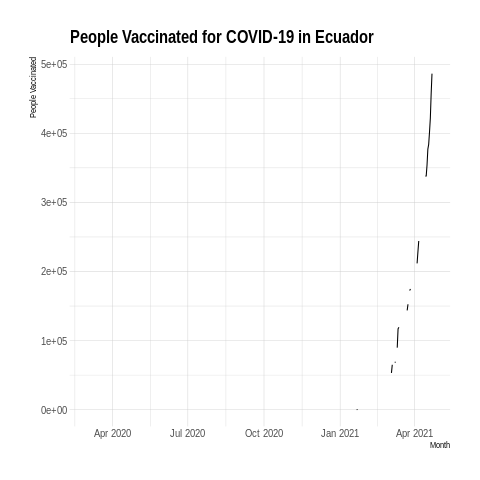 People Vaccinated for COVID-19 in Ecuador
People Vaccinated
5e+05
4e+05
3e+05
2e+05
1e+05
0e+00
Apr 2020 Jul 2020 Oct 2020 Jan 2021 Apr 2021
Month